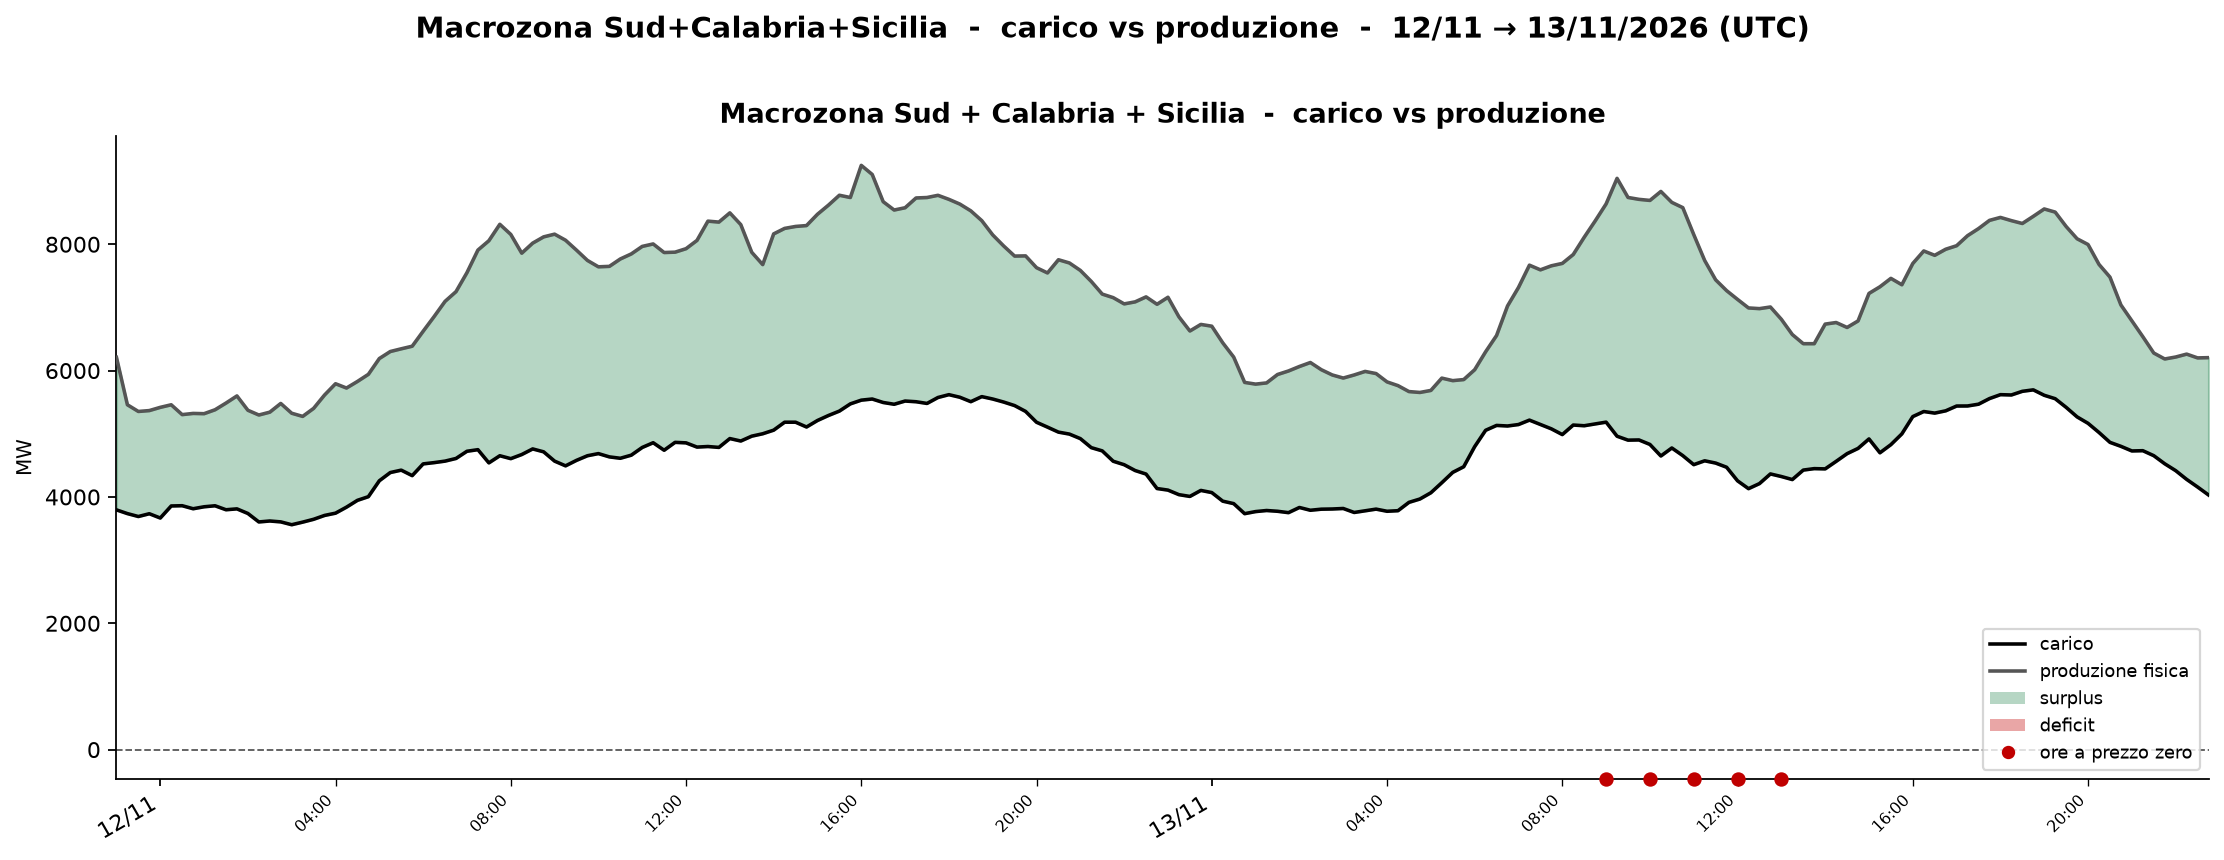 Macrozona Sud+Calabria+Sicilia - carico vs produzione - 12/11 → 13/11/2026 (UTC)
Macrozona Sud + Calabria + Sicilia - carico vs produzione
MW
8000
6000
4000
2000
0
carico
produzione fisica
surplus
deficit
ore a prezzo zero
12/11
04:00
08:00
12:00
16:00
20:00
13/11
04:00
08:00
12:00
16:00
20:00